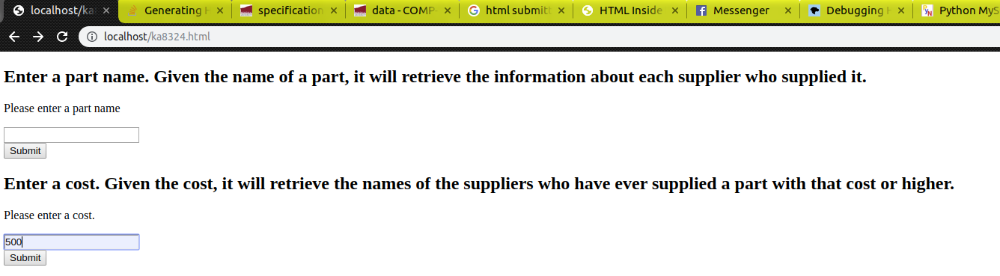 localhost/ka
Generating H
specification
data - COMP-
html submitt
HTML Inside
Messenger
Debugging H
Python MyS
localhost/ka8324.html
Enter a part name. Given the name of a part, it will retrieve the information about each supplier who supplied it.
Please enter a part name
Submit
Enter a cost. Given the cost, it will retrieve the names of the suppliers who have ever supplied a part with that cost or higher.
Please enter a cost.
500
Submit